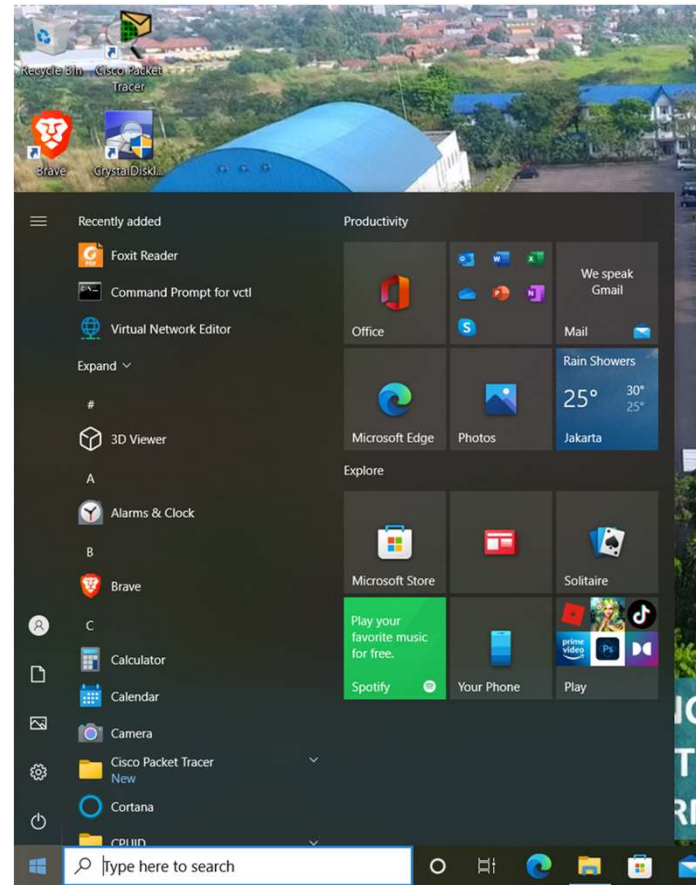 Recycle Bin
Cisco Packet
Tracer
Brave
CrystalDiskI...
Recently added
Foxit Reader
Command Prompt for vctl
Virtual Network Editor
Expand
#
3D Viewer
A
Alarms & Clock
B
Brave
C
Calculator
Calendar
Camera
Cisco Packet Tracer
New
Cortana
CPUID
Productivity
Office
We speak
Gmail
Mail
Microsoft Edge
Photos
Rain Showers
25°
30°
25°
Jakarta
Explore
Microsoft Store
Solitaire
Play your
favorite music
for free.
Spotify
Your Phone
prime
video
Ps
Play
Type here to search